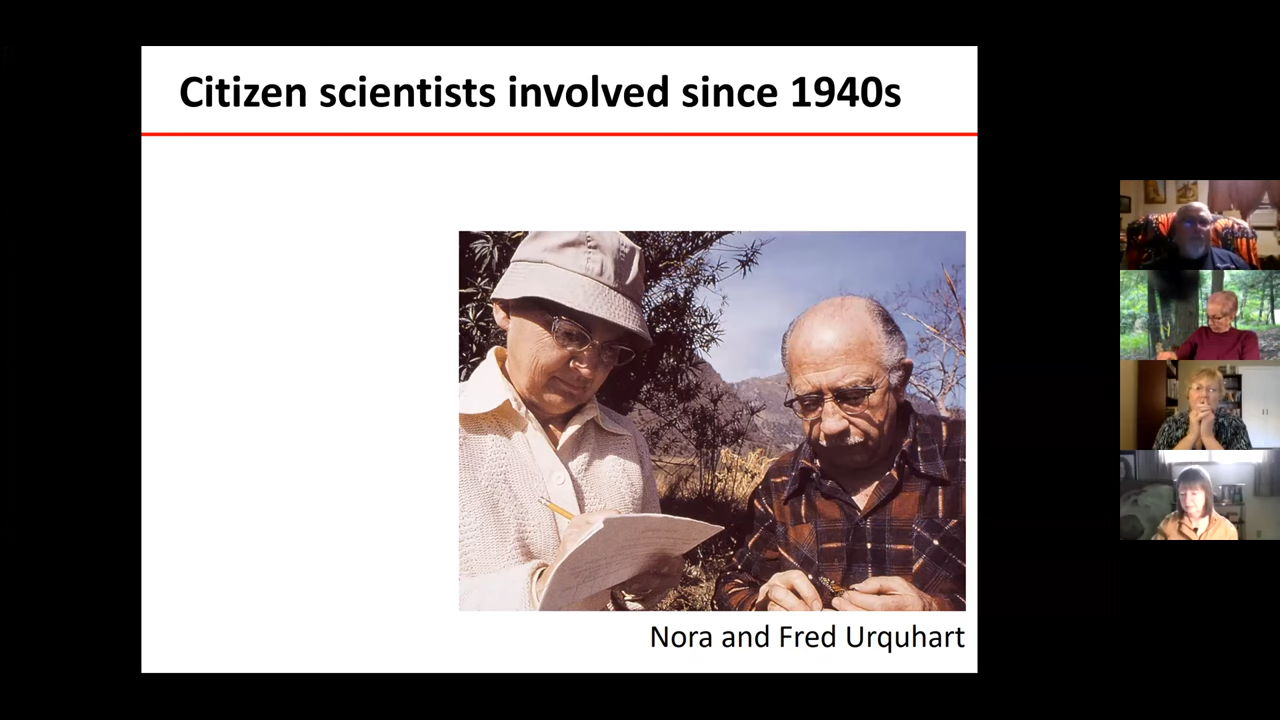 Citizen scientists involved since 1940s
Nora and Fred Urquhart